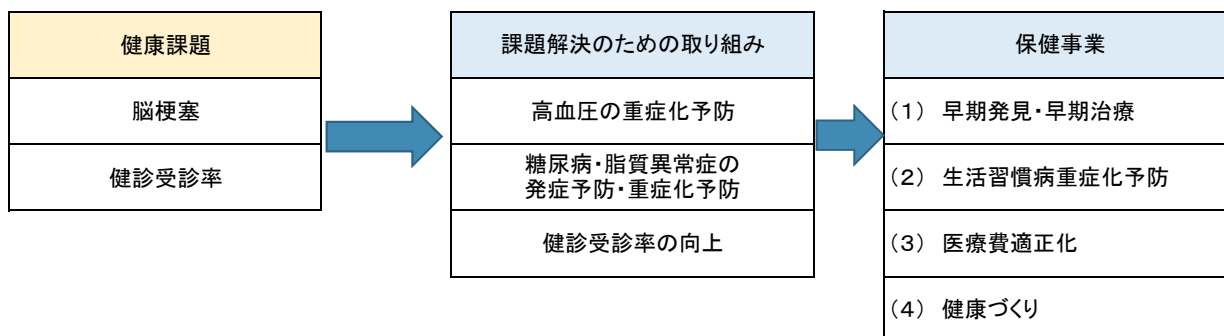 健康課題
脳梗塞
健診受診率
課題解決のための取り組み
高血圧の重症化予防
糖尿病・脂質異常症の
発症予防・重症化予防
健診受診率の向上
保健事業
(1) 早期発見・早期治療
(2) 生活習慣病重症化予防
(3) 医療費適正化
(4) 健康づくり